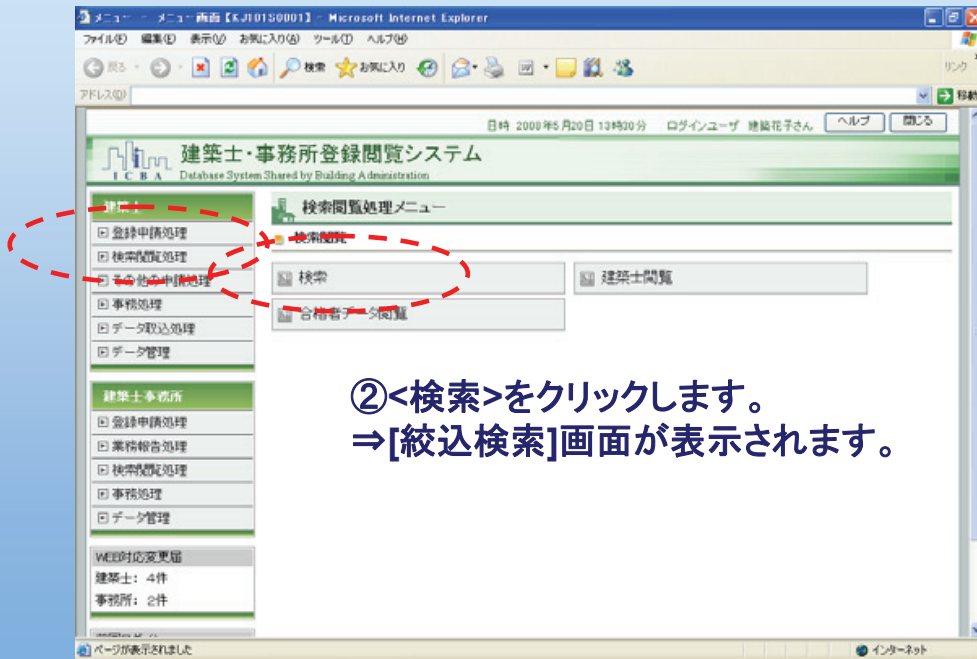 メニュー - メニュー画面【KJ0150001】 - Microsoft Internet Explorer
ファイル(F) 編集(E) 表示(V) お気に入り(A) ツール(T) ヘルプ(H)
戻る 検索 お気に入り リンク
アドレス(D) 移動
日時 2008年5月20日13時30分 ログインユーザ 建築花子さん ヘルプ 閉じる
ICBA 建築士・事務所登録閲覧システム
Database System Shared by Building Administration
建築士
登録申請処理
検索閲覧処理
その他の申請処理
事務処理
データ取込処理
データ管理
建築士事務所
登録申請処理
業務報告処理
検索閲覧処理
事務処理
データ管理
WEB対応変更届
建築士: 4件
事務所: 2件
検索閲覧処理メニュー
検索閲覧
検索 建築士閲覧
合格者データ閲覧
②<検索>をクリックします。
⇒[絞込検索]画面が表示されます。
ページが表示されました インターネット